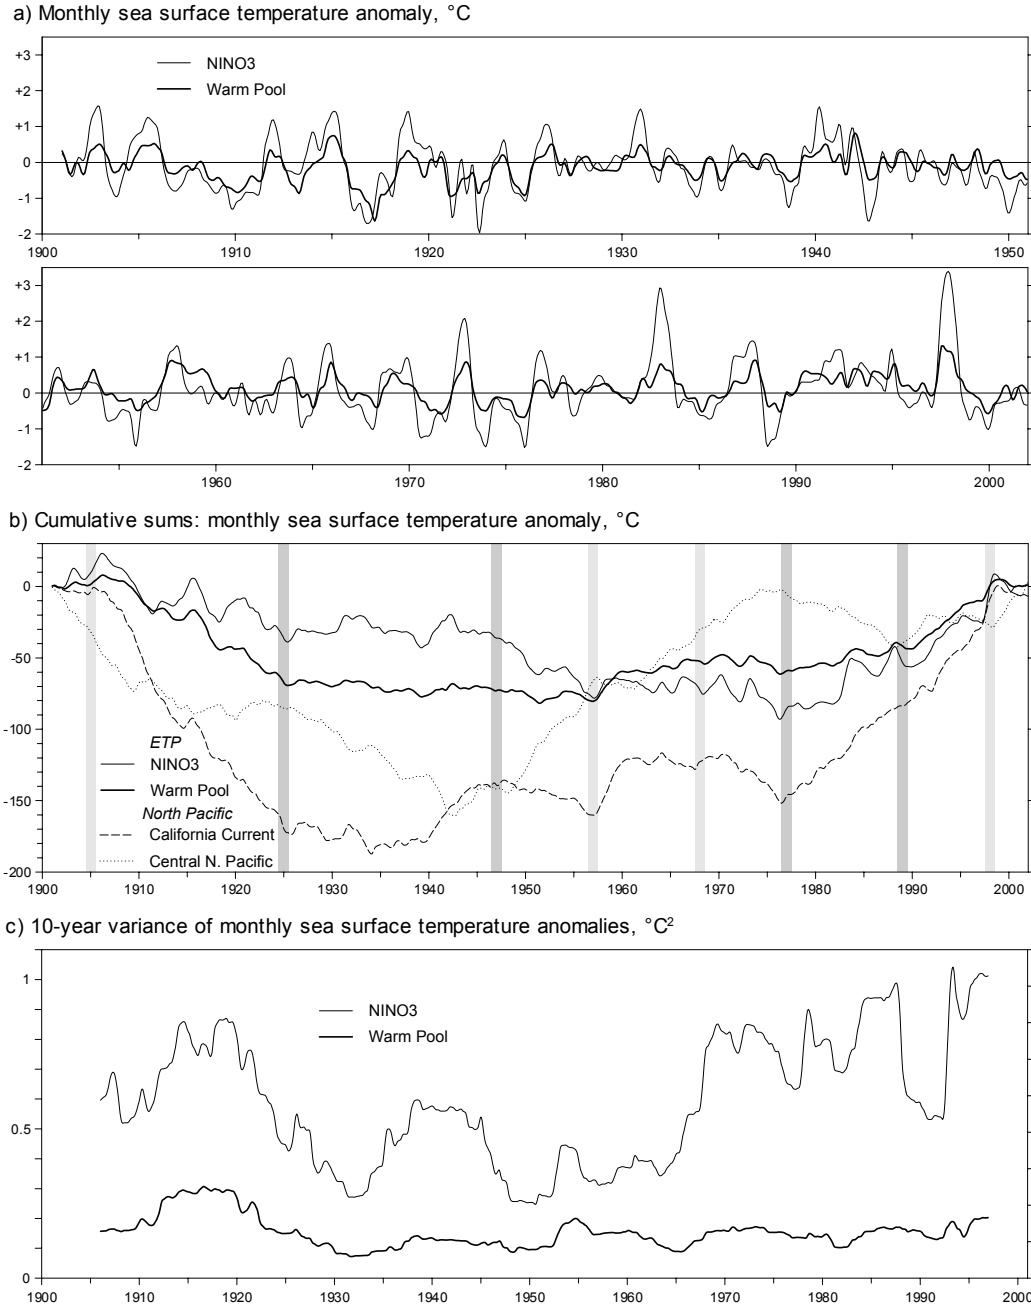 a) Monthly sea surface temperature anomaly, °C
+3
+2
+1
0
-1
-2
NINO3
Warm Pool
1900 1910 1920 1930 1940 1950
+3
+2
+1
0
-1
-2
1960 1970 1980 1990 2000
b) Cumulative sums: monthly sea surface temperature anomaly, °C
0
-50
-100
-150
-200
ETP
NINO3
Warm Pool
North Pacific
California Current
Central N. Pacific
1900 1910 1920 1930 1940 1950 1960 1970 1980 1990 2000
c) 10-year variance of monthly sea surface temperature anomalies, °C²
1
0.5
0
NINO3
Warm Pool
1900 1910 1920 1930 1940 1950 1960 1970 1980 1990 2000